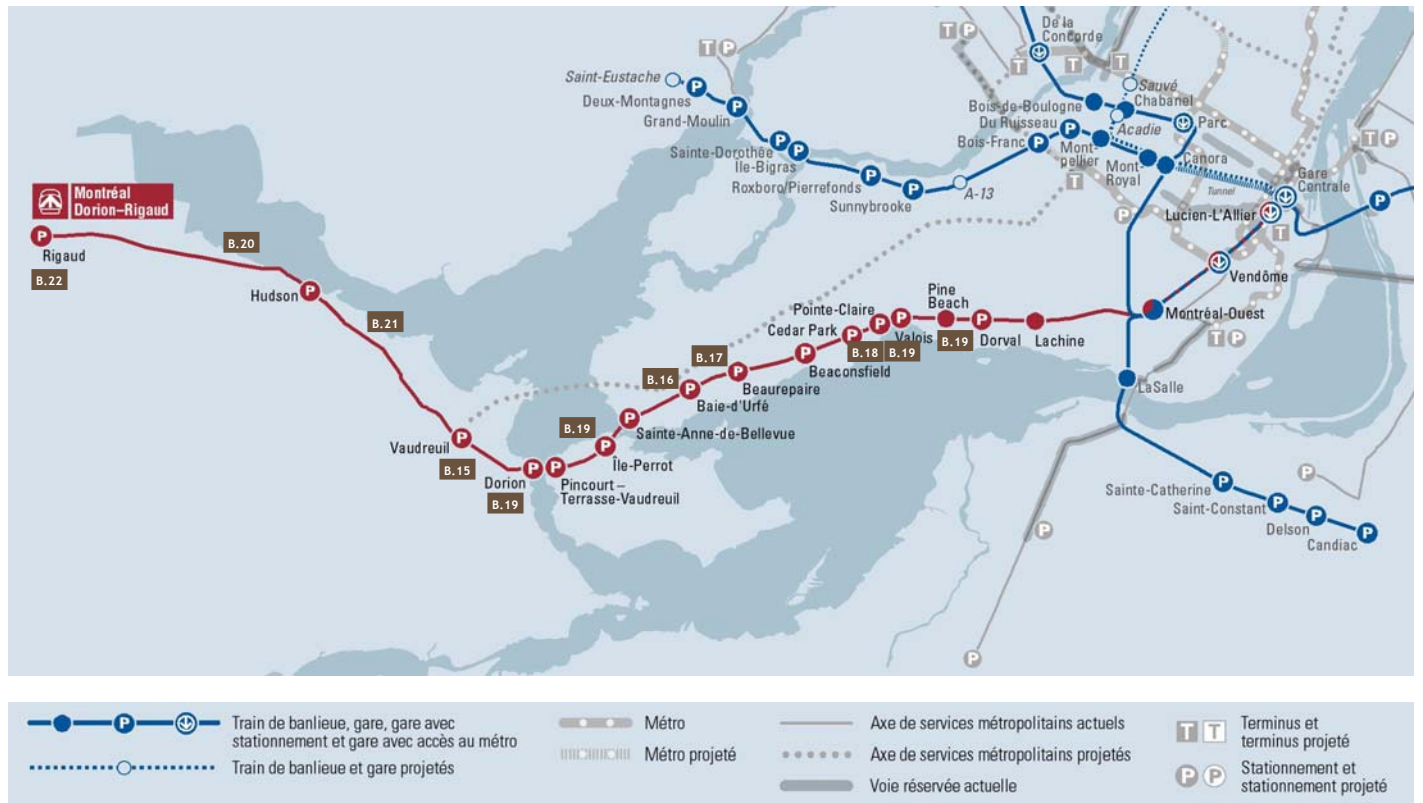 De la
Concorde
T P
T P
T
T
T
Saint-Eustache
P
Deux-Montagnes
Sauvé
Chabanel
Bois-de-Boulogne
P
Grand-Moulin
Du Ruisseau
P
Acadie
Parc
T P
Bois-Franc
P
Mont-
pellier
Sainte-Dorothée
P
Île-Bigras
P
Mont-
Royal
Canora
Gare
Centrale
Roxboro/Pierrefonds
P
Sunnybrooke
P
A-13
T
Tunnel
P
P
Montréal
Dorion–Rigaud
Lucien-L'Allier
T
P
Rigaud
B.22
B.20
Hudson
P
B.21
Vendôme
Pointe-Claire
P
Pine
Beach
Cedar Park
P
Valois
P
Dorval
P
Lachine
Montréal-Ouest
B.18
B.19
B.19
T P
B.17
Beaconsfield
P
B.16
Beaurepaire
P
Baie-d'Urfé
P
LaSalle
B.19
Sainte-Anne-de-Bellevue
P
Vaudreuil
P
B.15
Île-Perrot
P
Dorion
P
B.19
Pincourt –
Terrasse-Vaudreuil
P
P
Sainte-Catherine
P
Saint-Constant
P
Delson
P
Candiac
P
P
P
P
Train de banlieue, gare, gare avec
stationnement et gare avec accès au métro
Train de banlieue et gare projetés
Métro
Métro projeté
Axe de services métropolitains actuels
Axe de services métropolitains projetés
Voie réservée actuelle
T T
Terminus et
terminus projeté
P P
Stationnement et
stationnement projeté